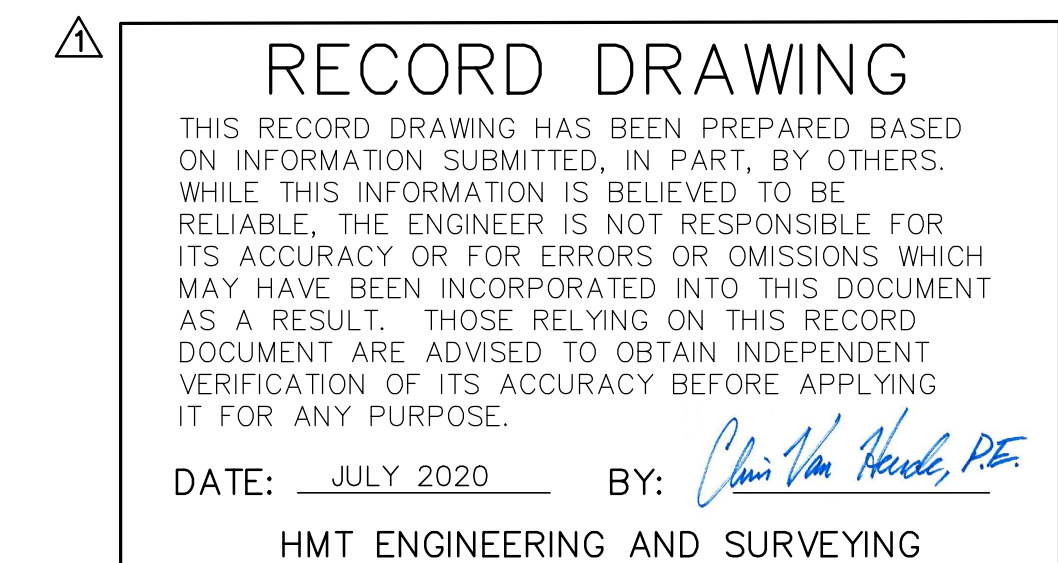 1
RECORD DRAWING
THIS RECORD DRAWING HAS BEEN PREPARED BASED
ON INFORMATION SUBMITTED, IN PART, BY OTHERS.
WHILE THIS INFORMATION IS BELIEVED TO BE
RELIABLE, THE ENGINEER IS NOT RESPONSIBLE FOR
ITS ACCURACY OR FOR ERRORS OR OMISSIONS WHICH
MAY HAVE BEEN INCORPORATED INTO THIS DOCUMENT
AS A RESULT. THOSE RELYING ON THIS RECORD
DOCUMENT ARE ADVISED TO OBTAIN INDEPENDENT
VERIFICATION OF ITS ACCURACY BEFORE APPLYING
IT FOR ANY PURPOSE.
DATE: JULY 2020 BY: Chris Van Heerde, P.E.
HMT ENGINEERING AND SURVEYING